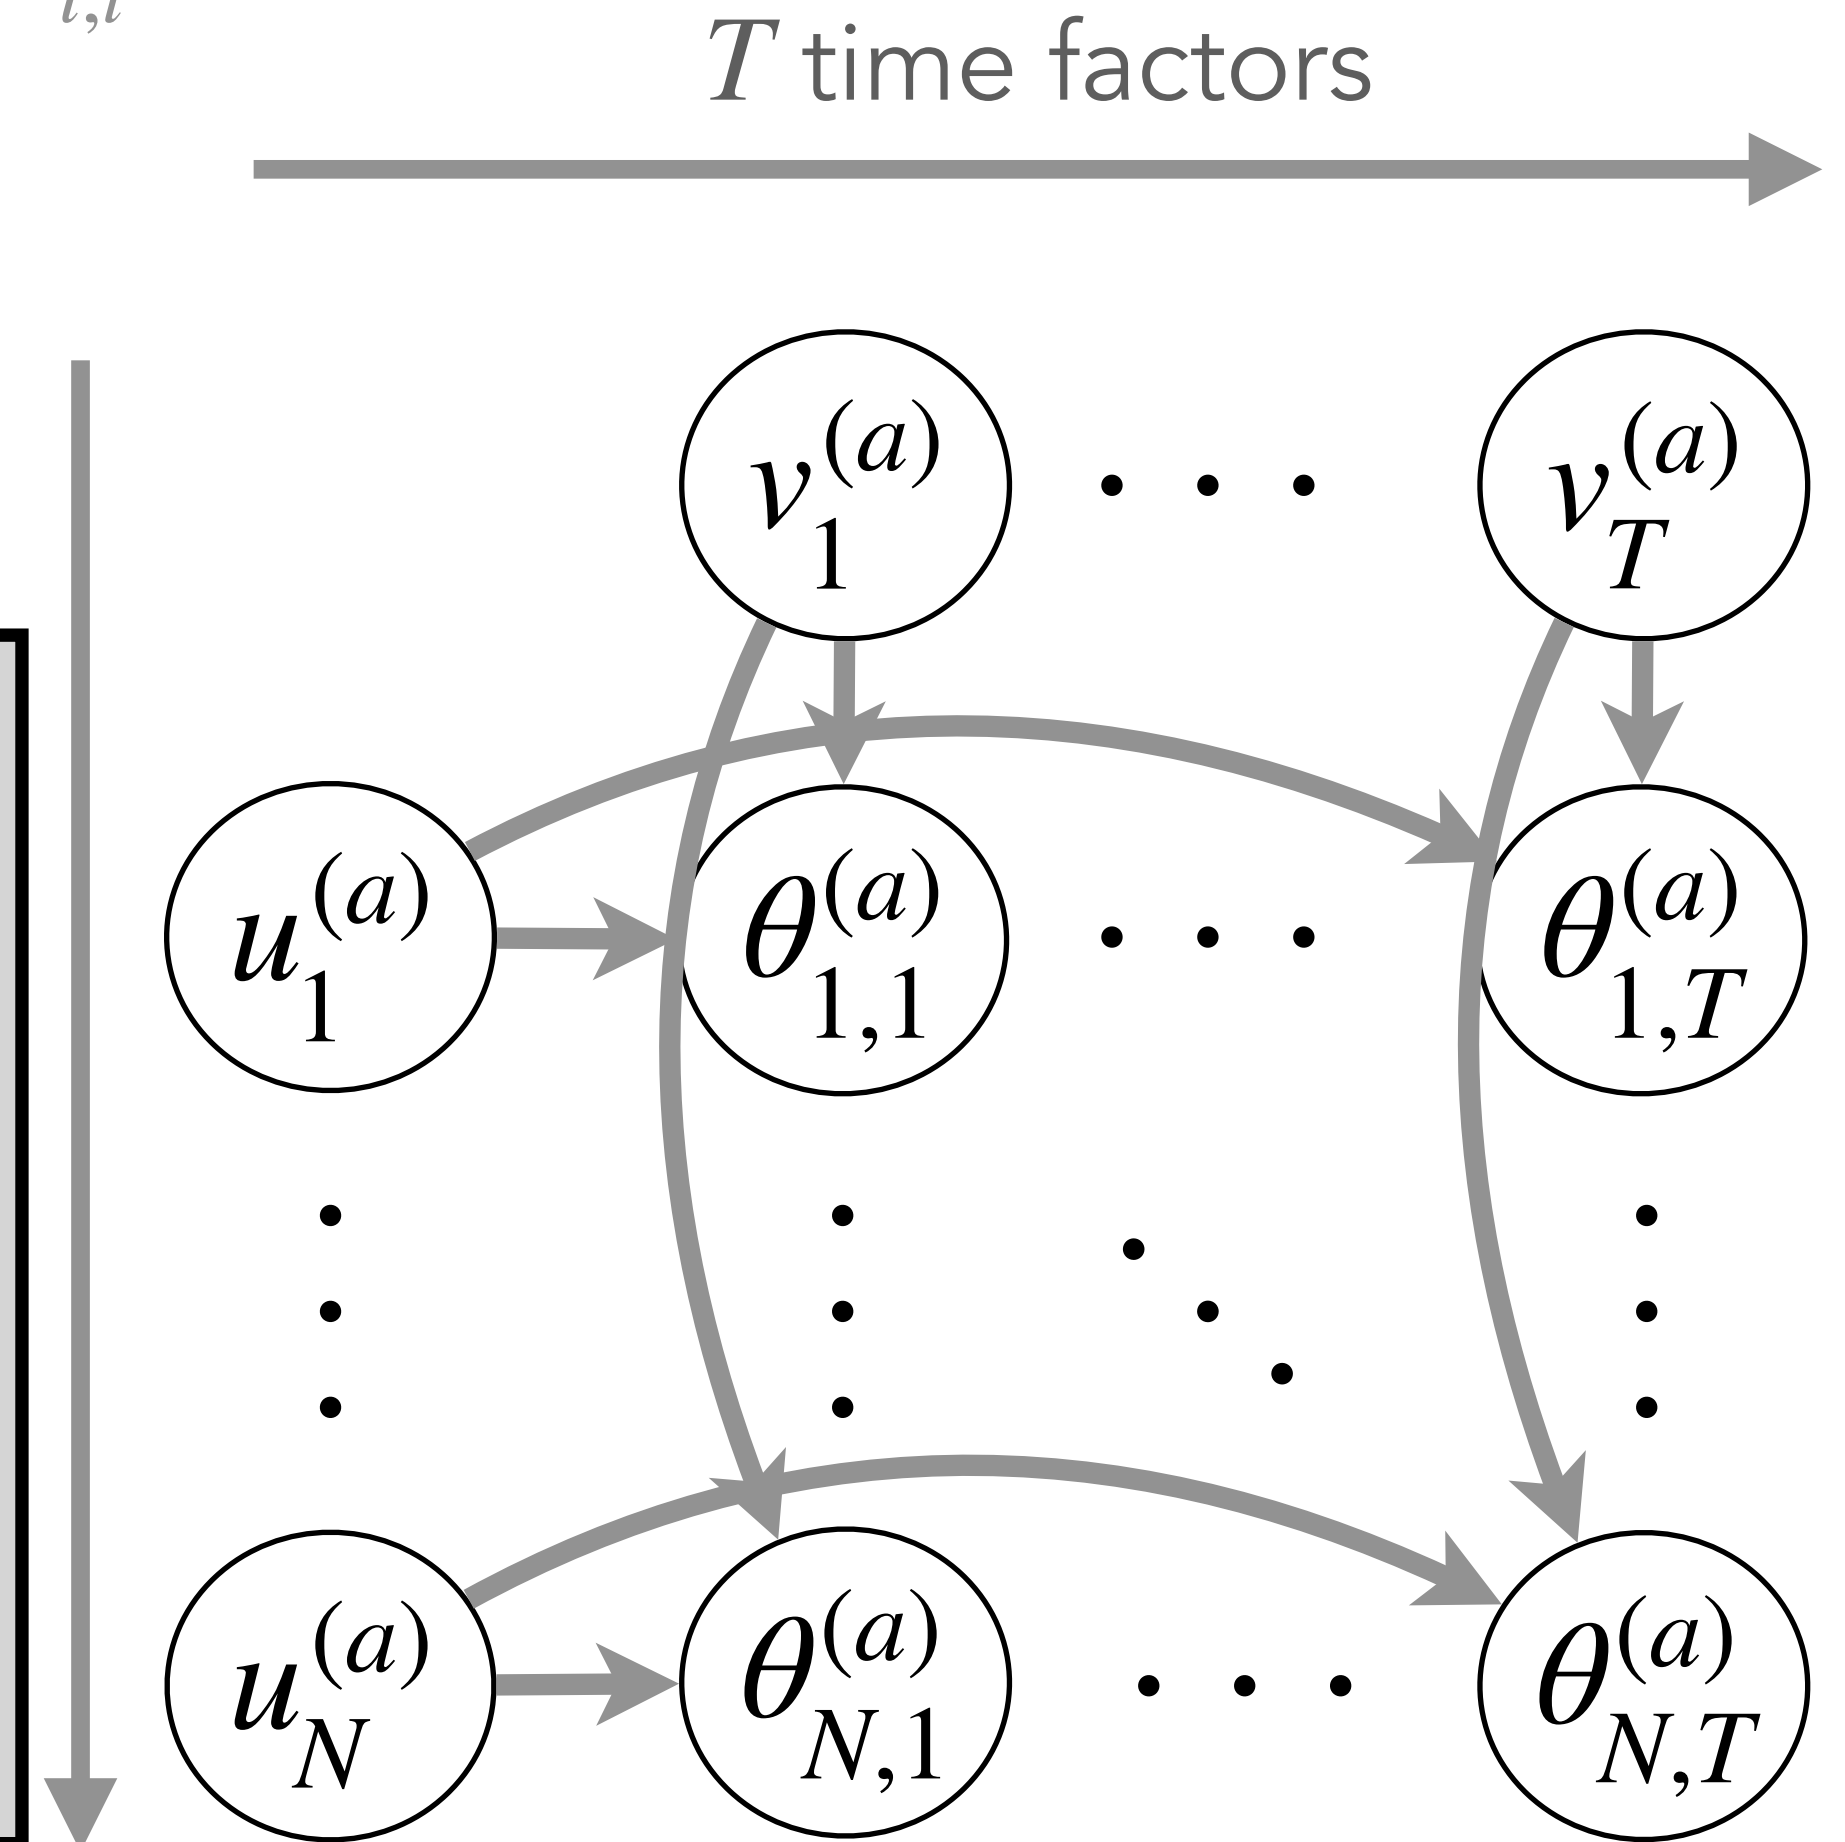 T time factors
v_1^{(a)} · · · v_T^{(a)}
u_1^{(a)} θ_{1,1}^{(a)} · · · θ_{1,T}^{(a)}
u_N^{(a)} θ_{N,1}^{(a)} · · · θ_{N,T}^{(a)}